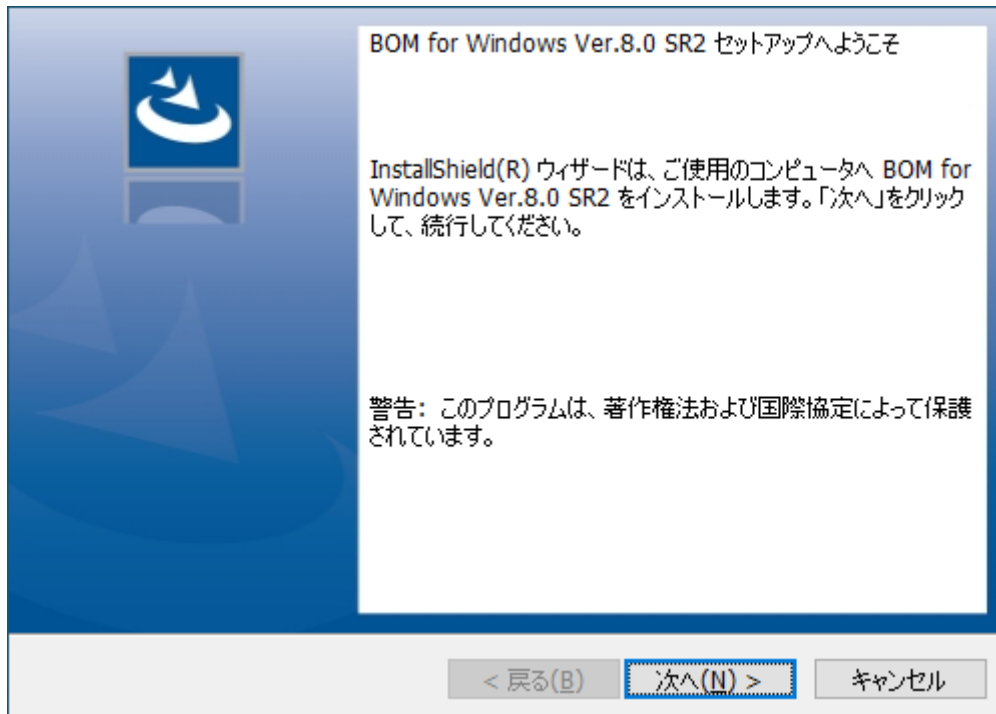 BOM for Windows Ver.8.0 SR2 セットアップへようこそ
InstallShield(R) ウィザードは、ご使用のコンピュータへ BOM for
Windows Ver.8.0 SR2 をインストールします。「次へ」をクリック
して、続行してください。
警告: このプログラムは、著作権法および国際協定によって保護
されています。
< 戻る(B)
次へ(N) >
キャンセル